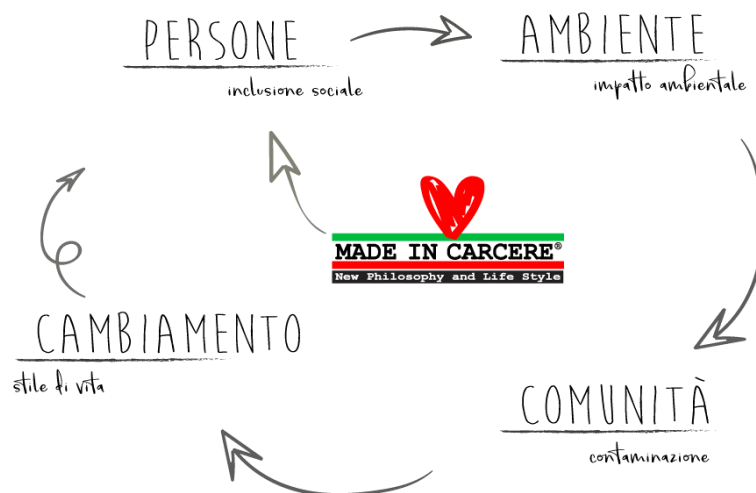 PERSONE
inclusione sociale
AMBIENTE
impatto ambientale
MADE IN CARCERE®
New Philosophy and Life Style
CAMBIAMENTO
stile di vita
COMUNITÀ
contaminazione